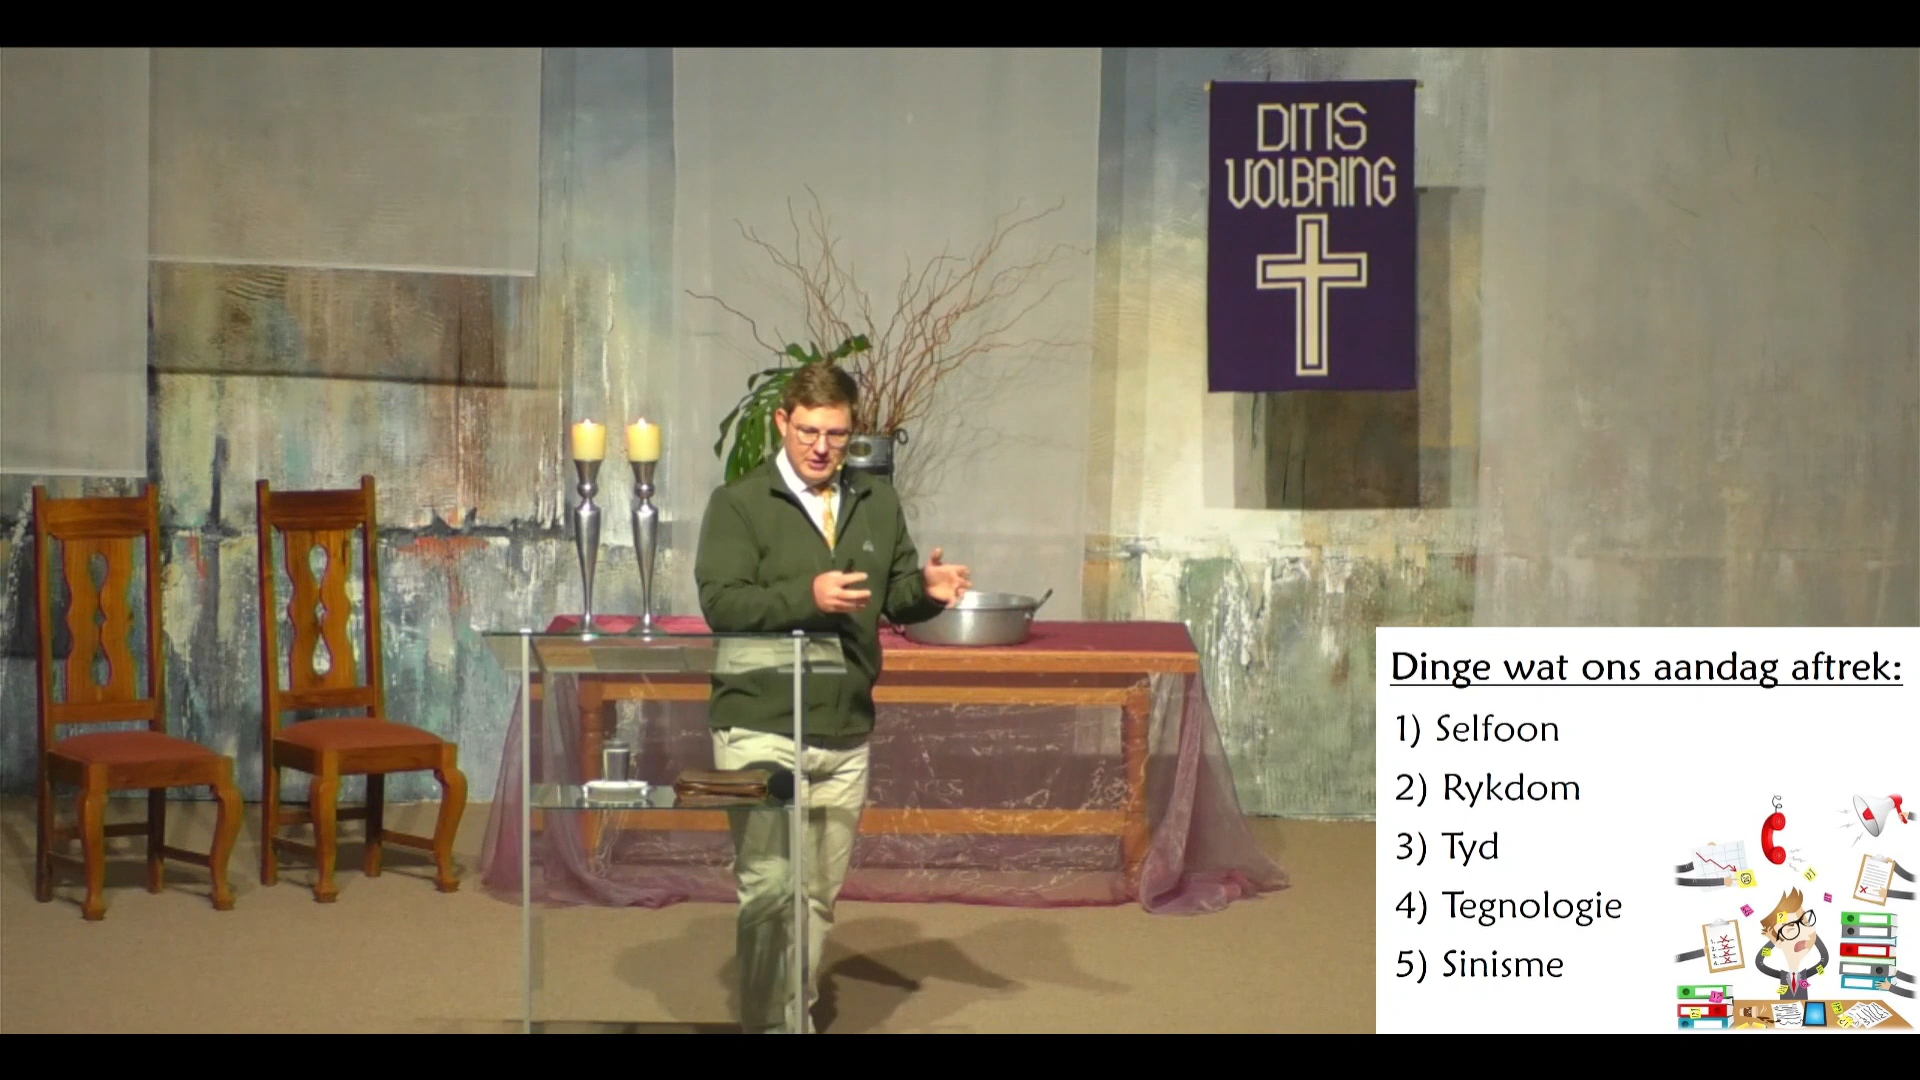 DIT IS
VOLBRING
Dinge wat ons aandag aftrek:
1) Selfoon
2) Rykdom
3) Tyd
4) Tegnologie
5) Sinisme